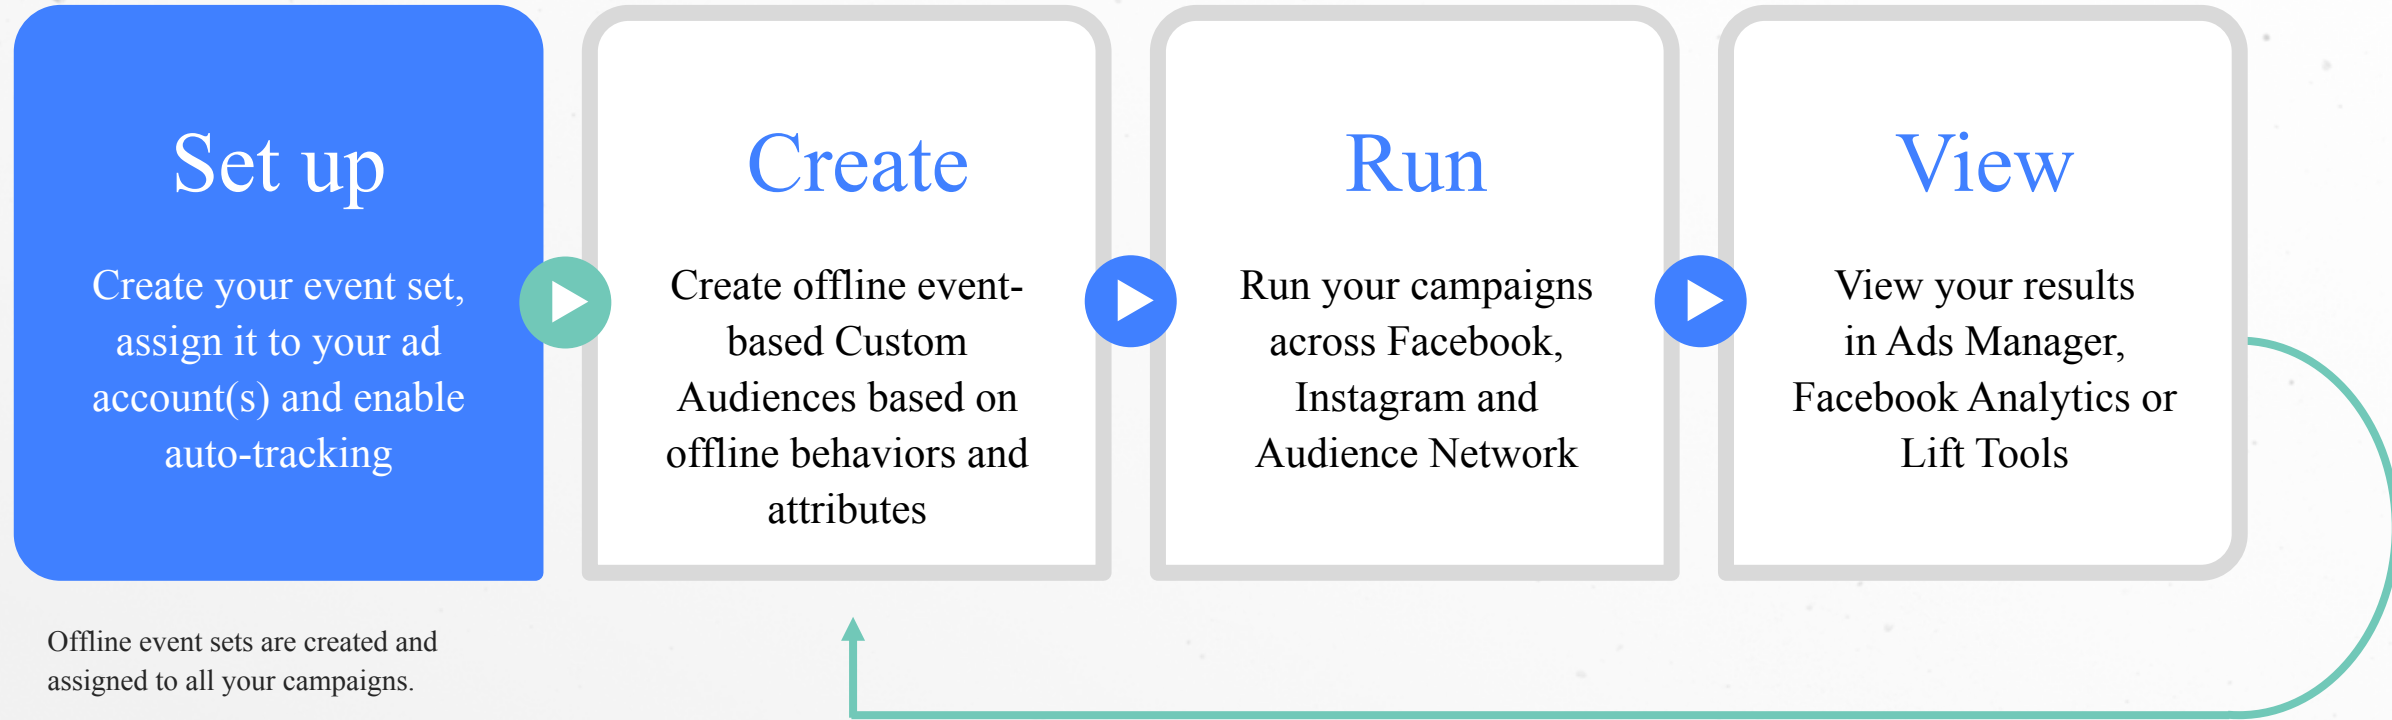 Set up
Create your event set,
assign it to your ad
account(s) and enable
auto-tracking
Create
Create offline event-
based Custom
Audiences based on
offline behaviors and
attributes
Run
Run your campaigns
across Facebook,
Instagram and
Audience Network
View
View your results
in Ads Manager,
Facebook Analytics or
Lift Tools
Offline event sets are created and
assigned to all your campaigns.